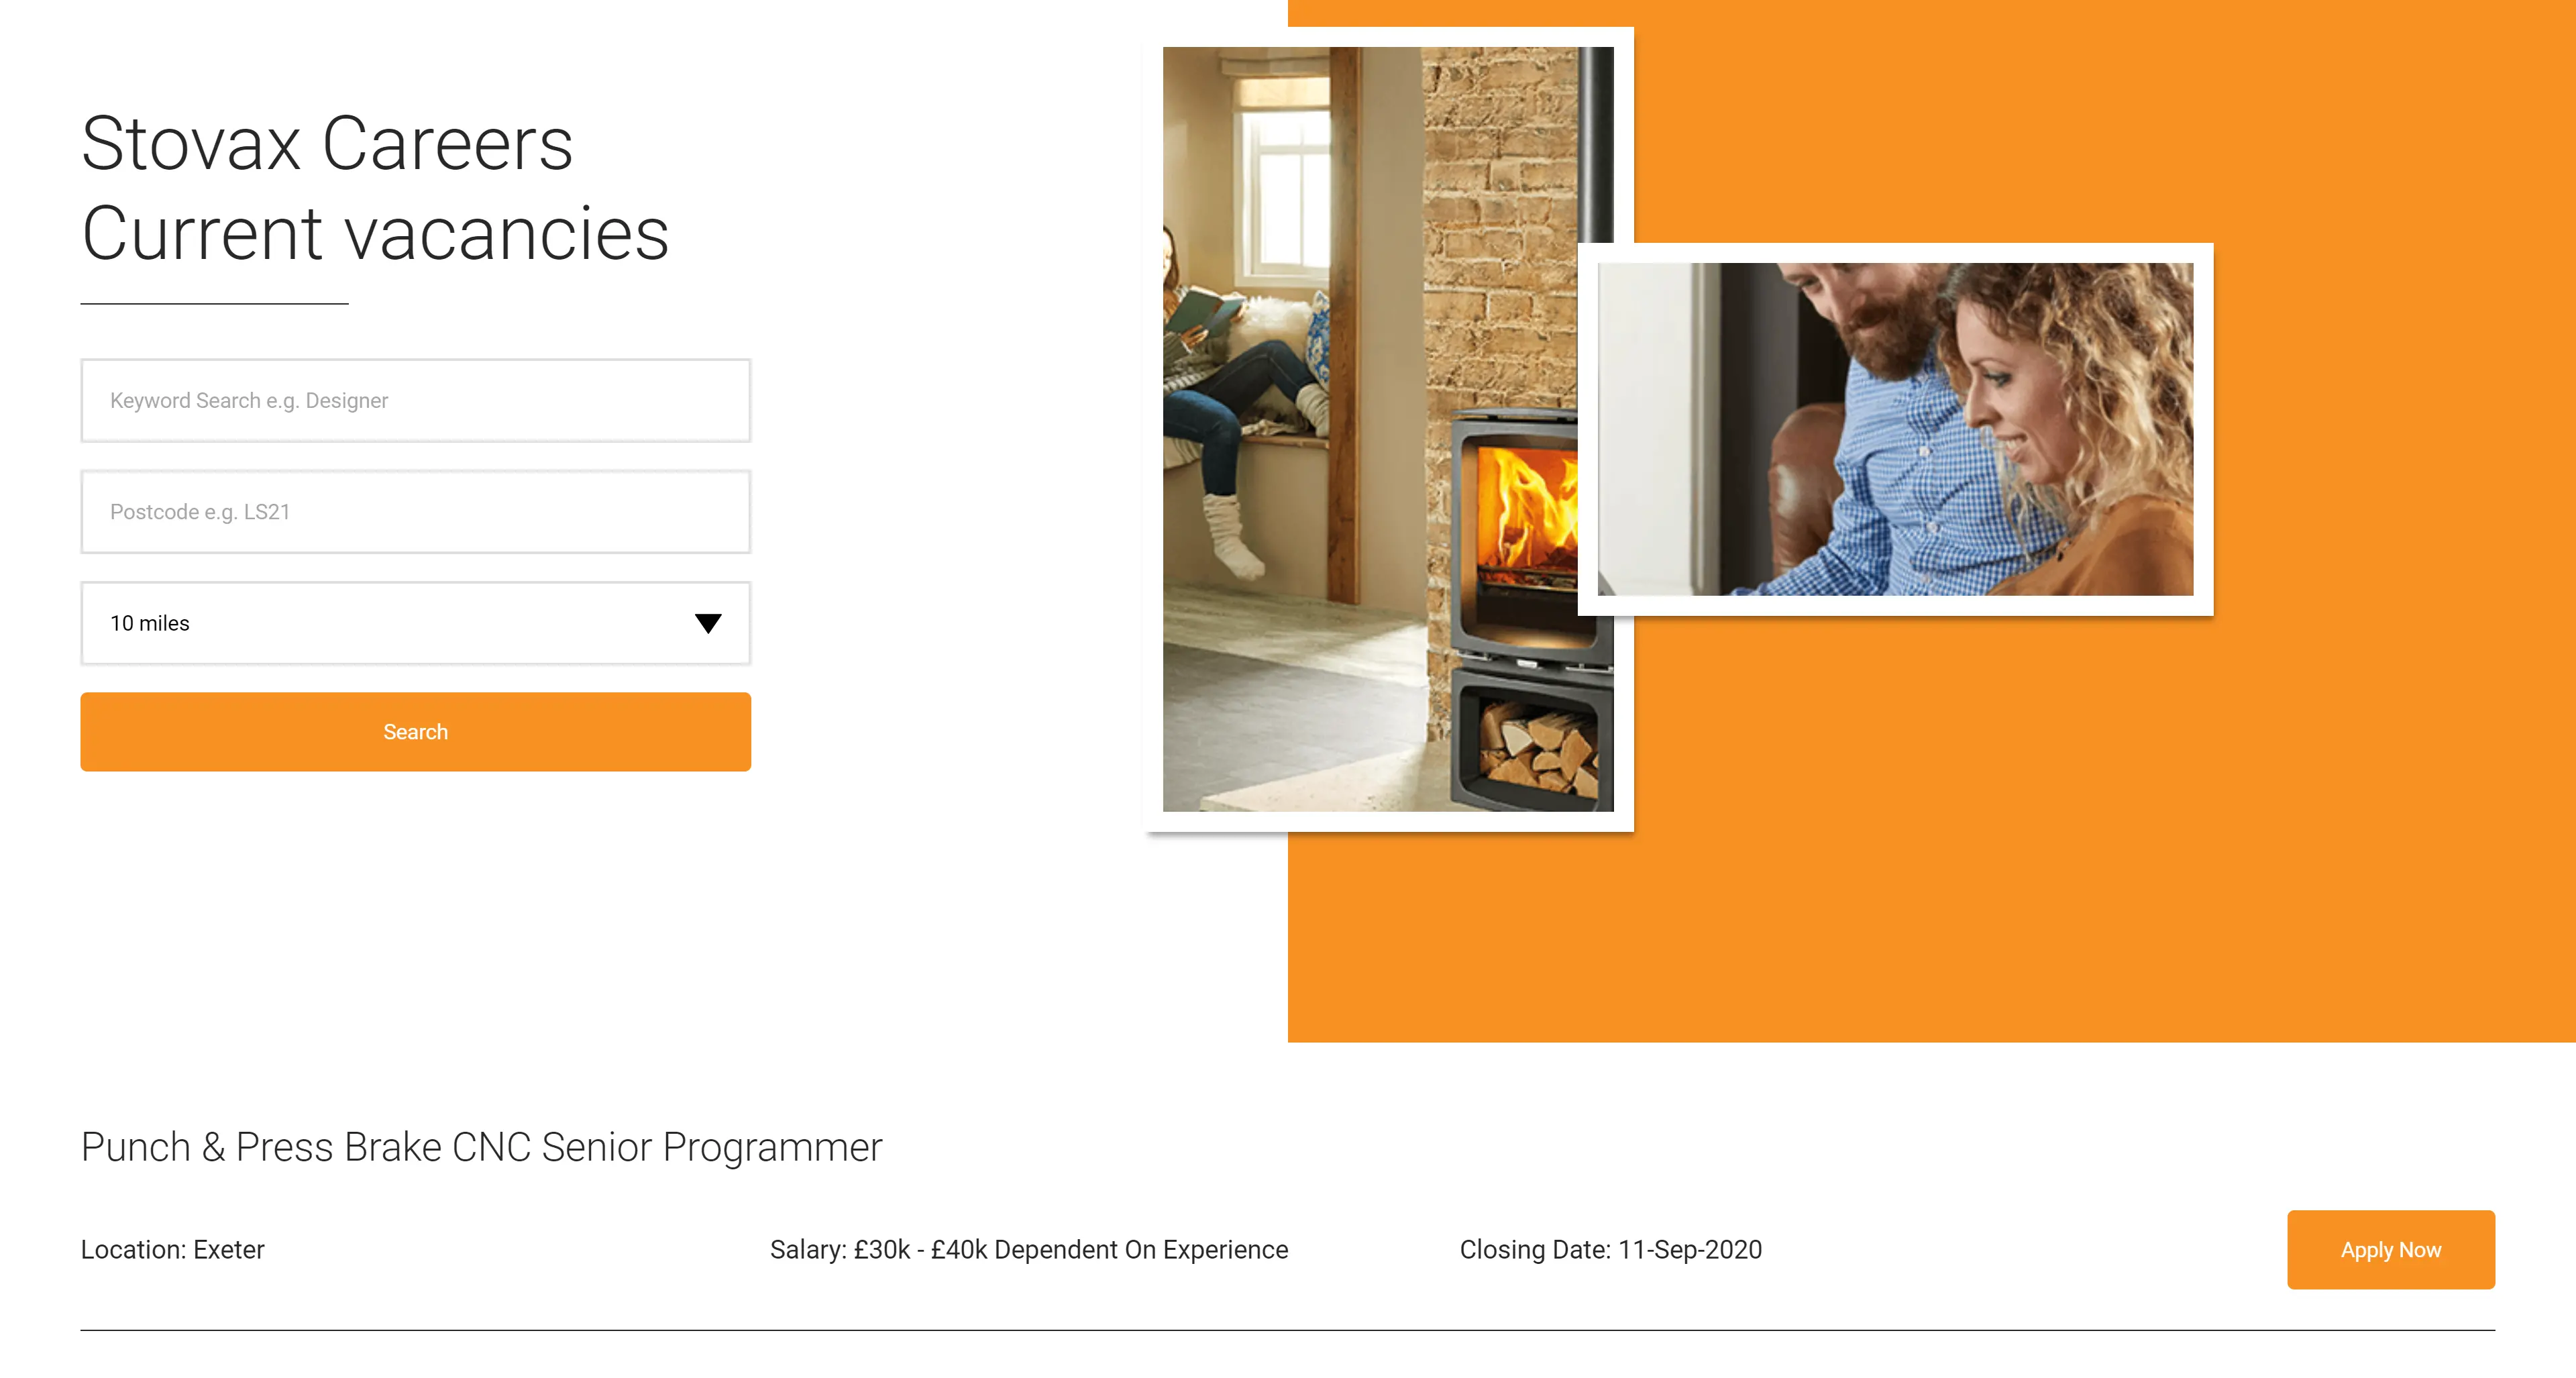 Stovax Careers
Current vacancies
Keyword Search e.g. Designer
Postcode e.g. LS21
10 miles
Search
Punch & Press Brake CNC Senior Programmer
Location: Exeter
Salary: £30k - £40k Dependent On Experience
Closing Date: 11-Sep-2020
Apply Now